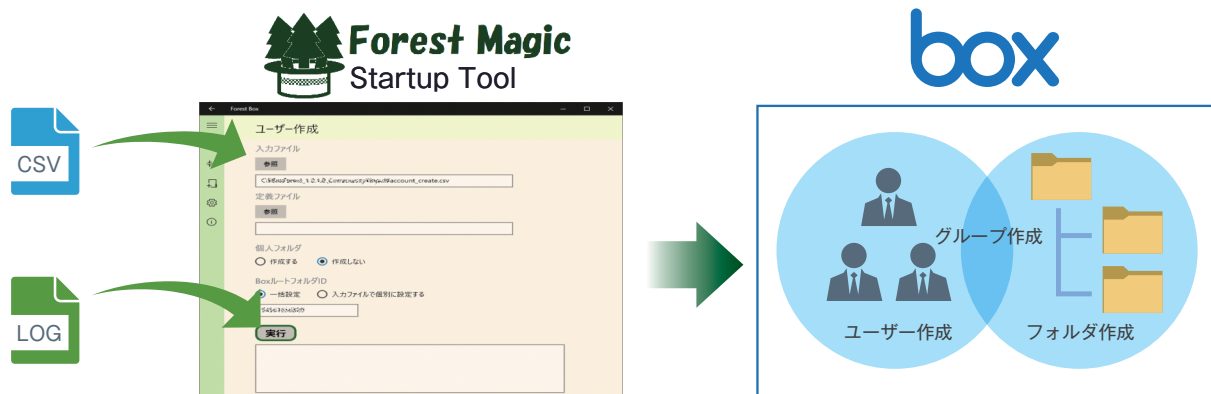 Forest Magic
Startup Tool
box
CSV
LOG
Forest Box
ユーザー作成
入力ファイル
参照
定義ファイル
参照
個人フォルダ
作成する
作成しない
BoxルートフォルダID
一括設定
入力ファイルで個別に設定する
実行
グループ作成
ユーザー作成
フォルダ作成